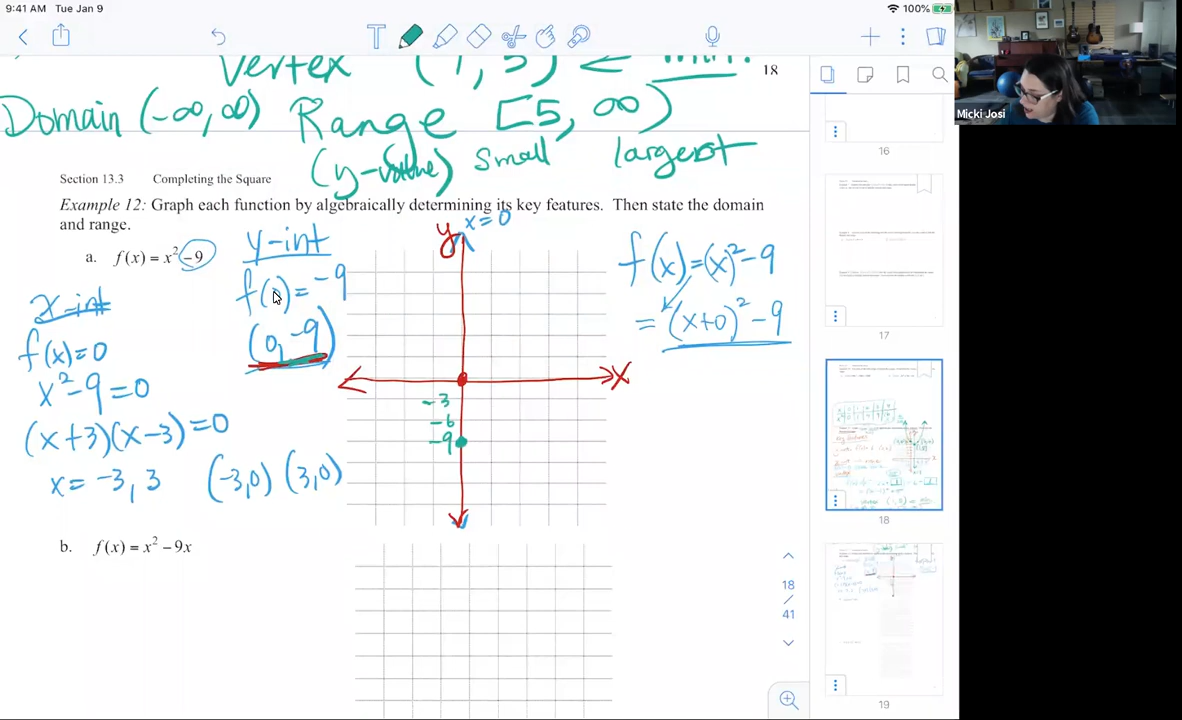 9:41 AM Tue Jan 9
100%
Vertex (1, 5) ← min.
18
Domain (-∞, ∞) Range [5, ∞)
(y-value) small largest
Section 13.3 Completing the Square
Example 12: Graph each function by algebraically determining its key features. Then state the domain
and range.
a. f(x) = x² - 9
y-int
f(0) = -9
(0, -9)
x-int
f(x) = 0
x² - 9 = 0
(x+3)(x-3) = 0
x = -3, 3 (-3,0) (3,0)
y
x = 0
x
-3
-6
-9
f(x) = (x)² - 9
= (x+0)² - 9
b. f(x) = x² - 9x
18
/
41
16
17
18
19
Micki Josi